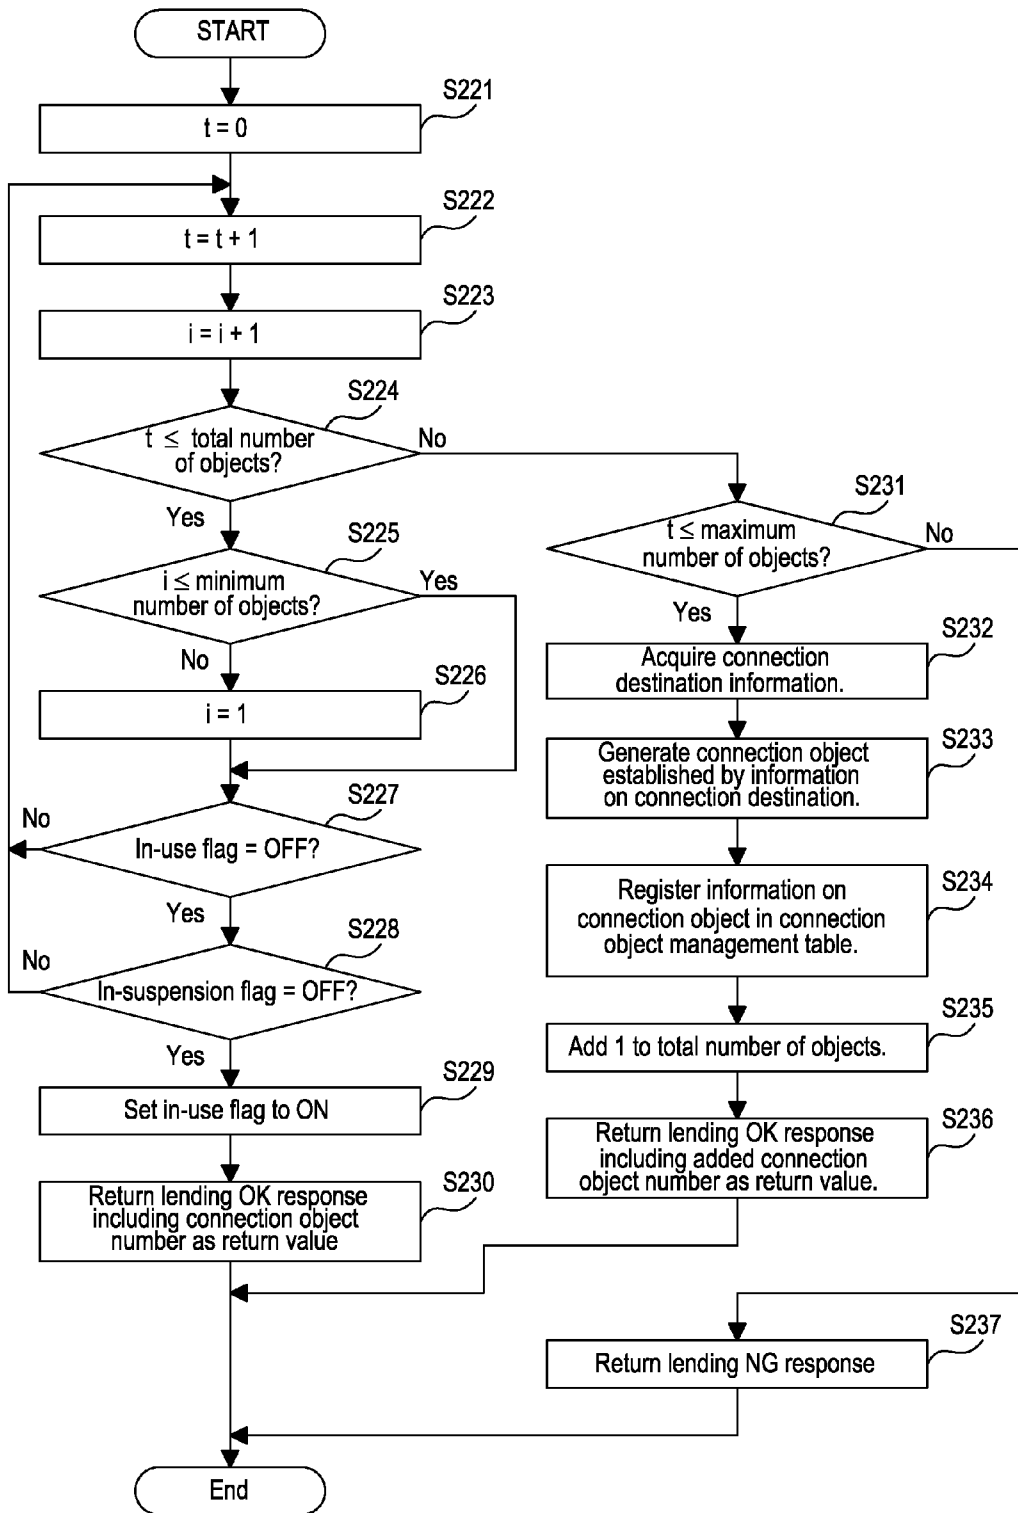 START
S221
t = 0
S222
t = t + 1
S223
i = i + 1
S224
t ≤ total number
of objects?
No
Yes
S225
i ≤ minimum
number of objects?
Yes
No
S226
i = 1
S227
In-use flag = OFF?
No
Yes
S228
In-suspension flag = OFF?
No
Yes
S229
Set in-use flag to ON
S230
Return lending OK response
including connection object
number as return value
S231
t ≤ maximum
number of objects?
No
Yes
S232
Acquire connection
destination information.
S233
Generate connection object
established by information
on connection destination.
S234
Register information on
connection object in connection
object management table.
S235
Add 1 to total number of objects.
S236
Return lending OK response
including added connection
object number as return value.
S237
Return lending NG response
End